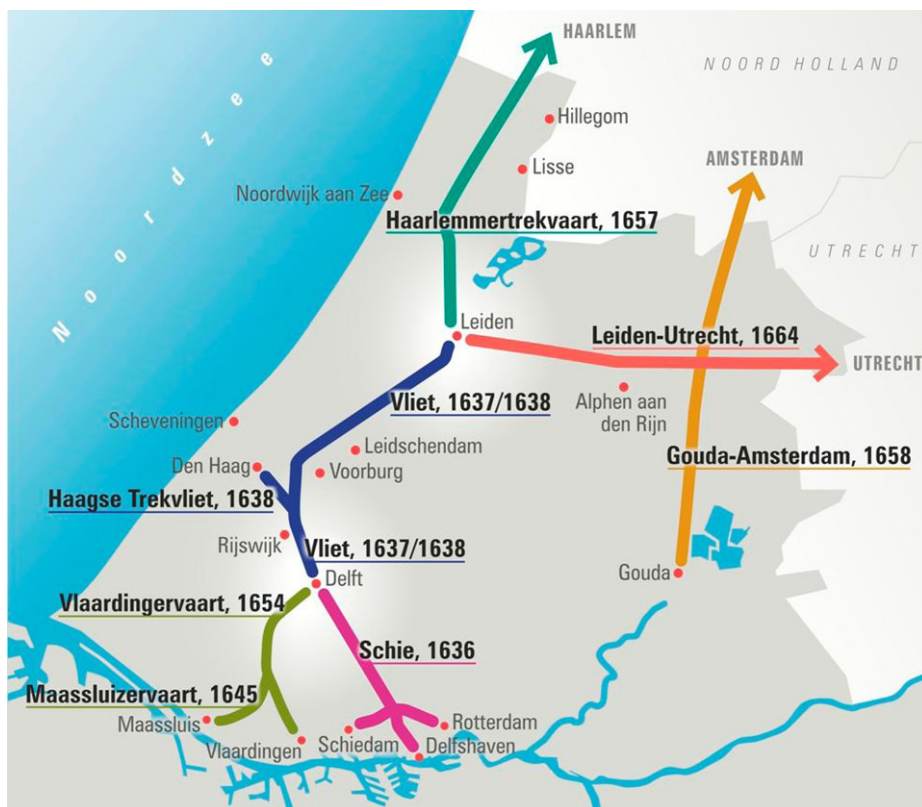 HAARLEM
NOORD HOLLAND
Noordzee
Hillegom
AMSTERDAM
Lisse
Noordwijk aan Zee
Haarlemmertrekvaart, 1657
UTRECHT
Leiden
Leiden-Utrecht, 1664
UTRECHT
Vliet, 1637/1638
Alphen aan
den Rijn
Scheveningen
Leidschendam
Gouda-Amsterdam, 1658
Den Haag
Voorburg
Haagse Trekvliet, 1638
Rijswijk
Vliet, 1637/1638
Gouda
Delft
Vlaardingervaart, 1654
Schie, 1636
Maassluizervaart, 1645
Maassluis
Rotterdam
Vlaardingen
Schiedam
Delfshaven